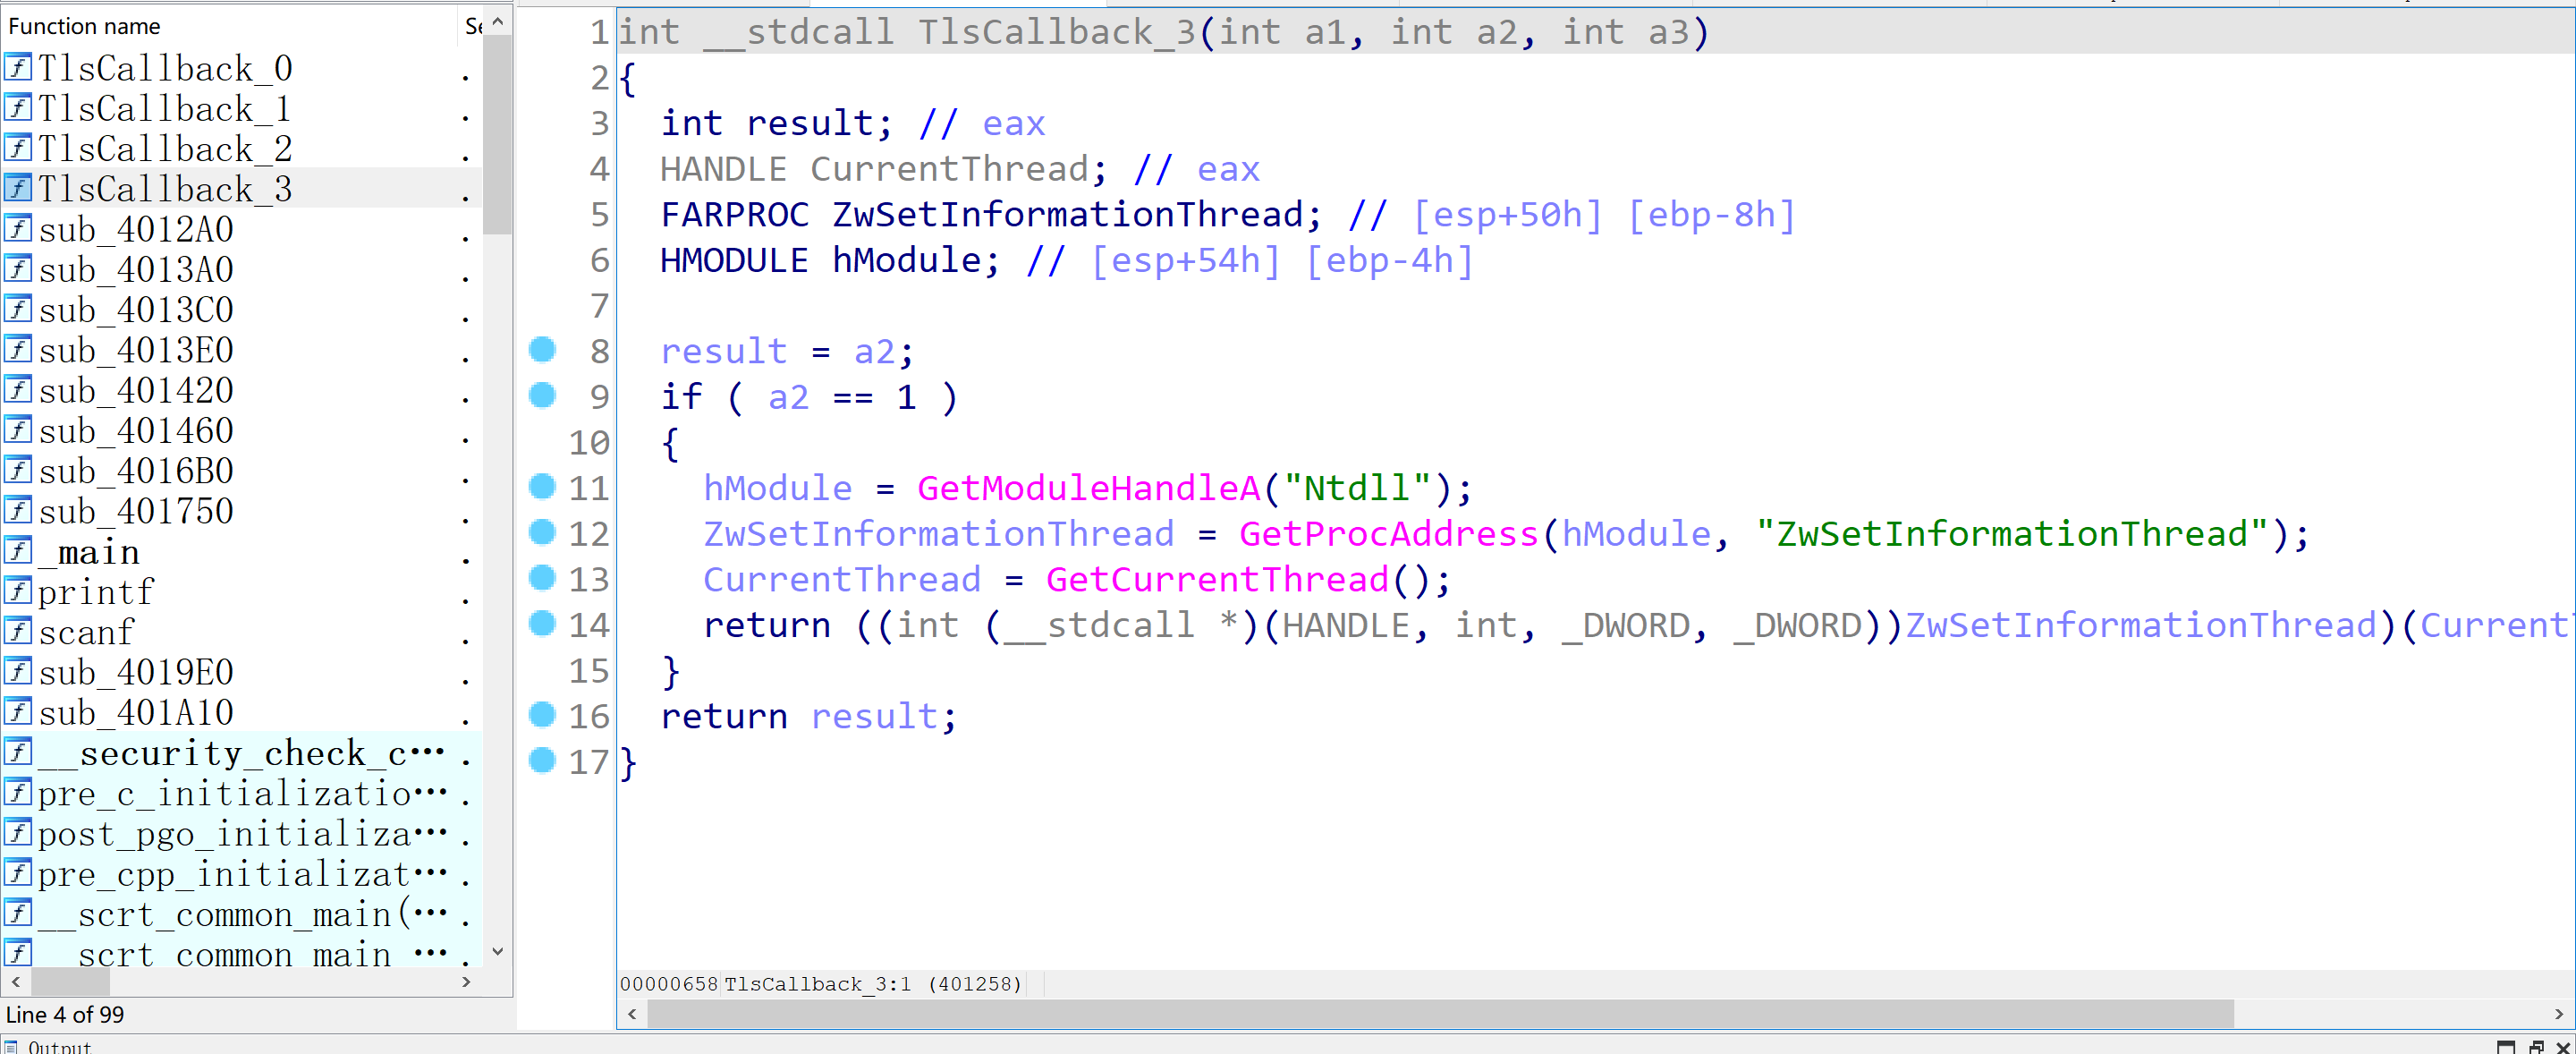 Function name
TlsCallback_0 .
TlsCallback_1 .
TlsCallback_2 .
TlsCallback_3 .
sub_4012A0 .
sub_4013A0 .
sub_4013C0 .
sub_4013E0 .
sub_401420 .
sub_401460 .
sub_4016B0 .
sub_401750 .
_main .
printf .
scanf .
sub_4019E0 .
sub_401A10 .
__security_check_c… .
pre_c_initializatio… .
post_pgo_initializa… .
pre_cpp_initializat… .
__scrt_common_main(… .
__scrt_common_main_… .
Line 4 of 99
1 int __stdcall TlsCallback_3(int a1, int a2, int a3)
2 {
3 int result; // eax
4 HANDLE CurrentThread; // eax
5 FARPROC ZwSetInformationThread; // [esp+50h] [ebp-8h]
6 HMODULE hModule; // [esp+54h] [ebp-4h]
7
8 result = a2;
9 if ( a2 == 1 )
10 {
11 hModule = GetModuleHandleA("Ntdll");
12 ZwSetInformationThread = GetProcAddress(hModule, "ZwSetInformationThread");
13 CurrentThread = GetCurrentThread();
14 return ((int (__stdcall *)(HANDLE, int, _DWORD, _DWORD))ZwSetInformationThread)(Current
15 }
16 return result;
17 }
00000658 TlsCallback_3:1 (401258)
Output